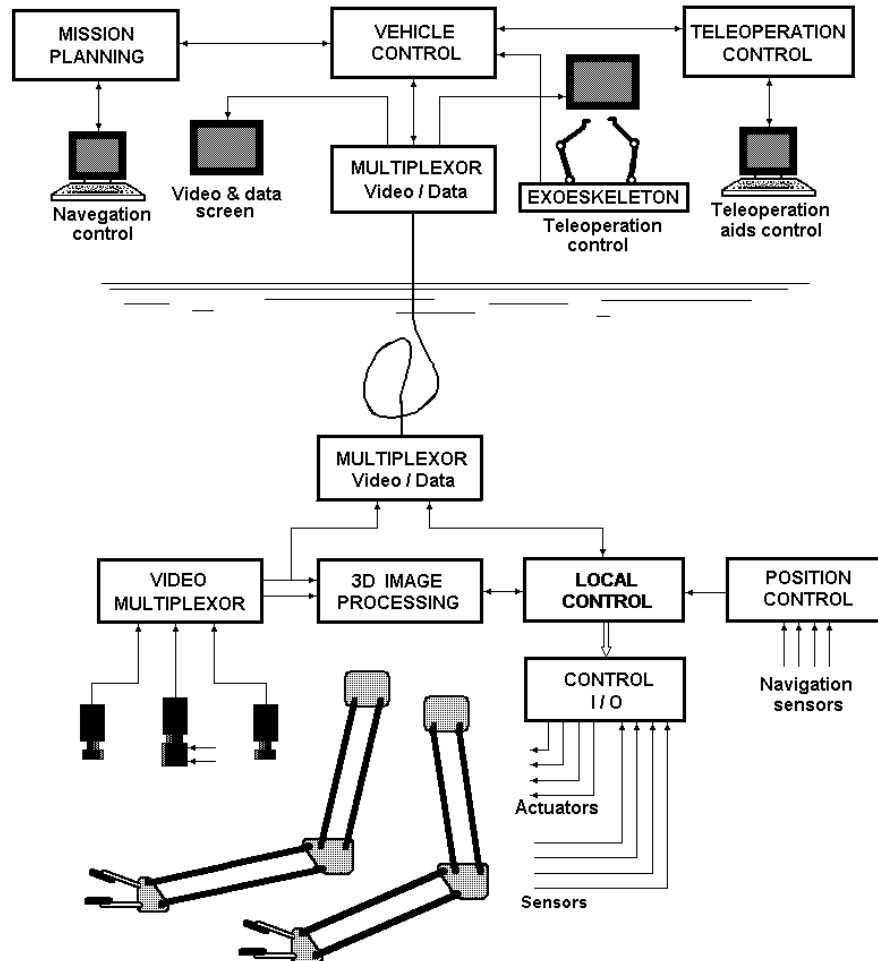 MISSION
PLANNING
VEHICLE
CONTROL
TELEOPERATION
CONTROL
Navegation
control
Video & data
screen
MULTIPLEXOR
Video / Data
EXOESKELETON
Teleoperation
control
Teleoperation
aids control
MULTIPLEXOR
Video / Data
VIDEO
MULTIPLEXOR
3D IMAGE
PROCESSING
LOCAL
CONTROL
POSITION
CONTROL
CONTROL
I / O
Navigation
sensors
Actuators
Sensors